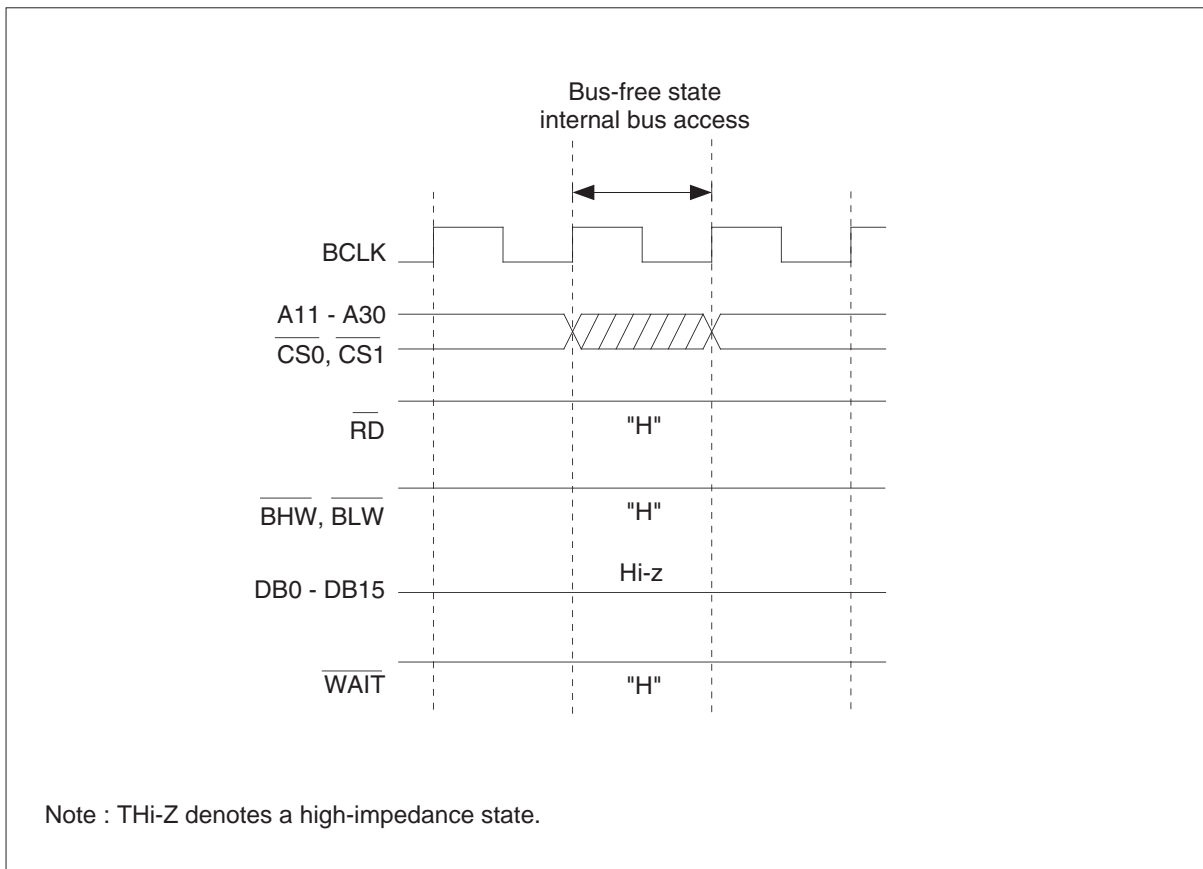 Bus-free state
internal bus access
BCLK
A11 - A30
CS0, CS1
RD
"H"
BHW, BLW
"H"
Hi-z
DB0 - DB15
WAIT
"H"
Note : THi-Z denotes a high-impedance state.